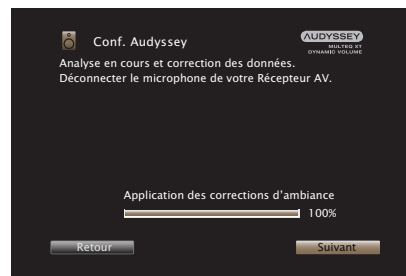 Conf. Audyssey
AUDYSSEY
MULTEQ XT
DYNAMIC VOLUME
Analyse en cours et correction des données.
Déconnecter le microphone de votre Récepteur AV.
Application des corrections d'ambiance
100%
Retour
Suivant